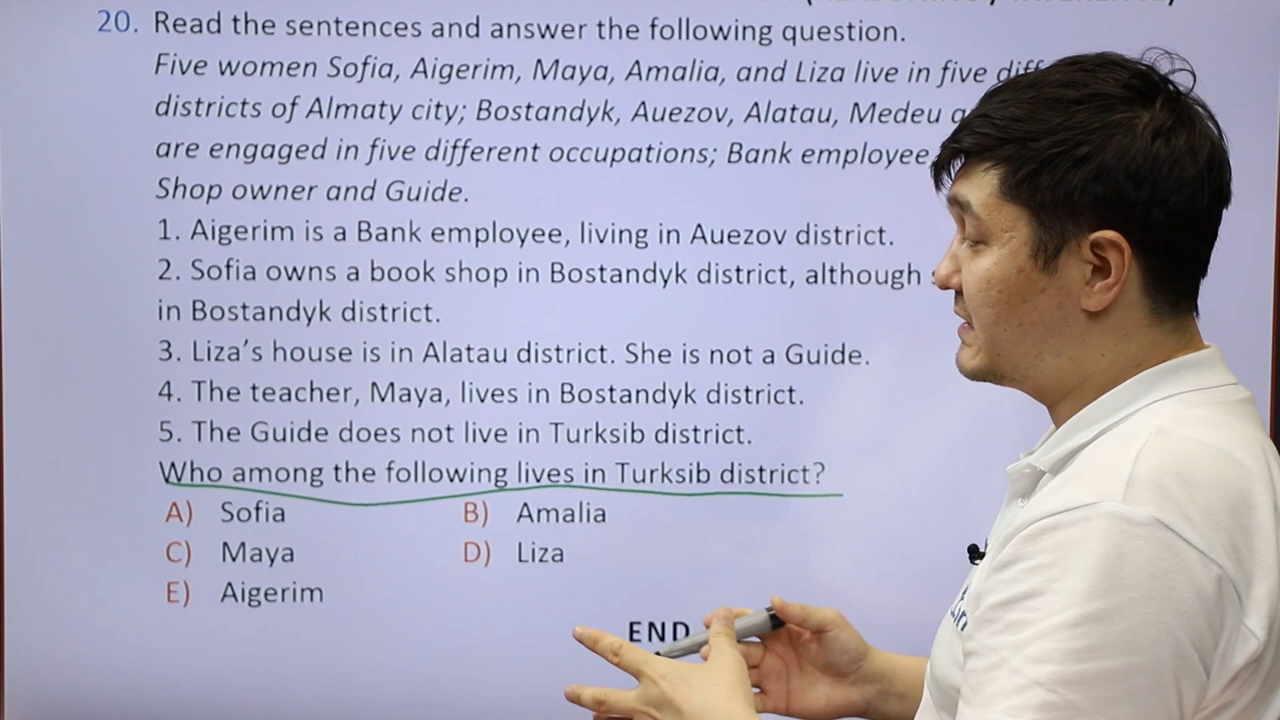 20. Read the sentences and answer the following question.
Five women Sofia, Aigerim, Maya, Amalia, and Liza live in five
districts of Almaty city; Bostandyk, Auezov, Alatau, Medeu
are engaged in five different occupations; Bank employee
Shop owner and Guide.
1. Aigerim is a Bank employee, living in Auezov district.
2. Sofia owns a book shop in Bostandyk district, although
in Bostandyk district.
3. Liza's house is in Alatau district. She is not a Guide.
4. The teacher, Maya, lives in Bostandyk district.
5. The Guide does not live in Turksib district.
Who among the following lives in Turksib district?
A) Sofia B) Amalia
C) Maya D) Liza
E) Aigerim
END